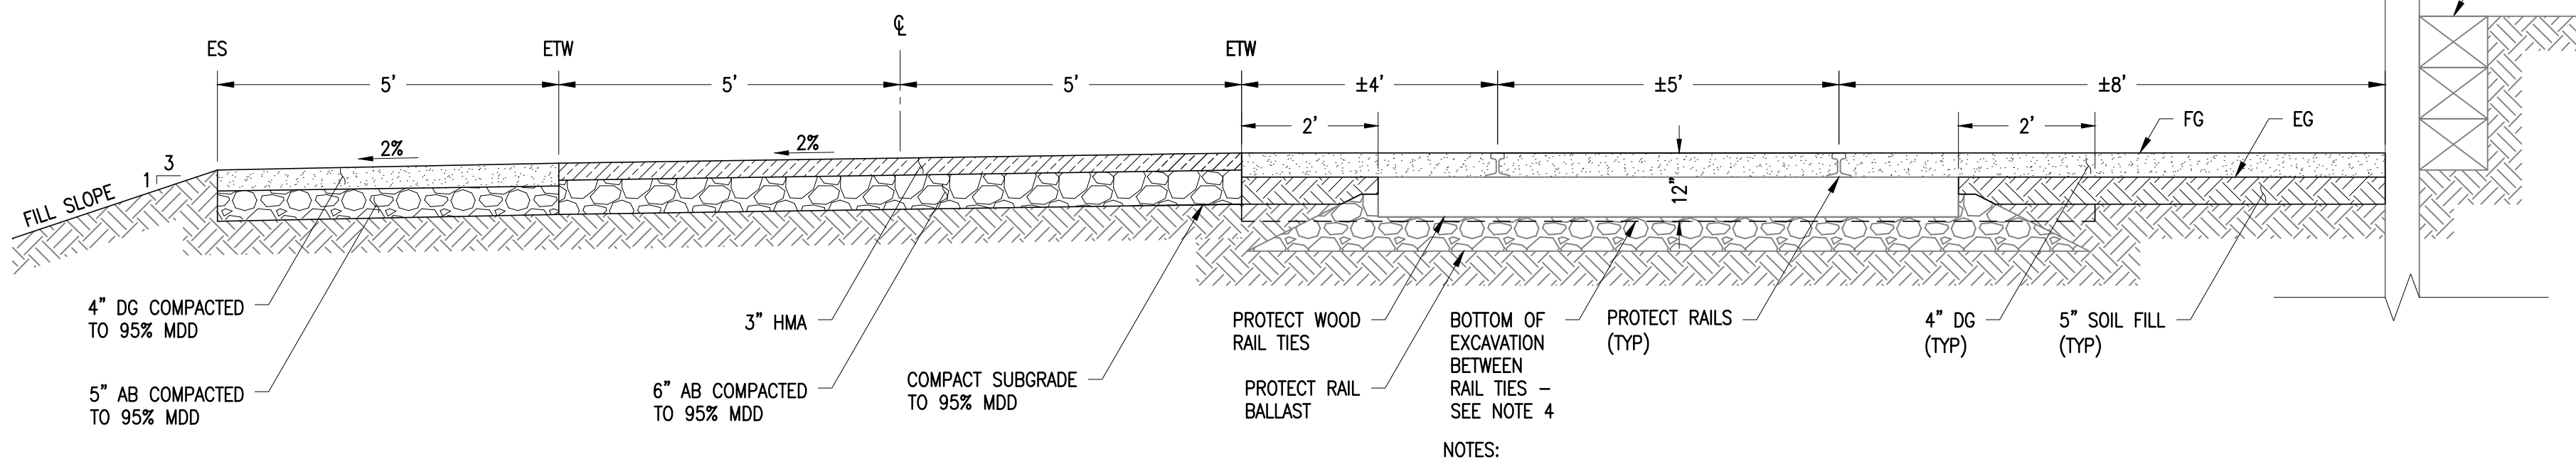 ℄
ES
ETW
ETW
5'
5'
5'
±4'
±5'
±8'
2'
2'
FG
EG
2%
2%
3
1
FILL SLOPE
12"
4" DG COMPACTED
TO 95% MDD
5" AB COMPACTED
TO 95% MDD
3" HMA
6" AB COMPACTED
TO 95% MDD
COMPACT SUBGRADE
TO 95% MDD
PROTECT WOOD
RAIL TIES
PROTECT RAIL
BALLAST
BOTTOM OF
EXCAVATION
BETWEEN
RAIL TIES –
SEE NOTE 4
PROTECT RAILS
(TYP)
4" DG
(TYP)
5" SOIL FILL
(TYP)
NOTES: